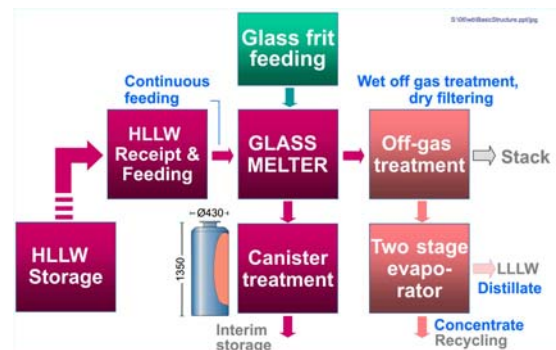 Glass frit
feeding
Continuous
feeding
Wet off gas treatment,
dry filtering
HLLW
Receipt &
Feeding
GLASS
MELTER
Off-gas
treatment
Stack
HLLW
Storage
Ø430
1350
Canister
treatment
Two stage
evapo-
rator
LLLW
Distillate
Interim
storage
Concentrate
Recycling